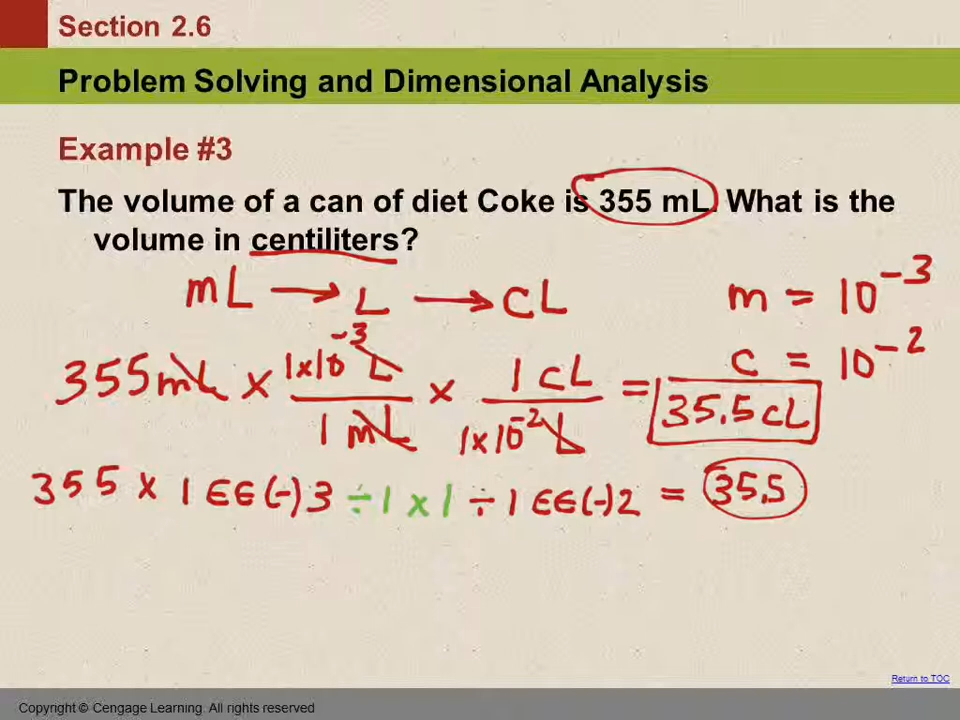 Section 2.6
Problem Solving and Dimensional Analysis
Example #3
The volume of a can of diet Coke is 355 mL. What is the
volume in centiliters?
mL → L → cL
m = 10⁻³
c = 10⁻²
355 mL × 1×10⁻³ L / 1 mL × 1 cL / 1×10⁻² L = 35.5 cL
355 × 1 EE(-)3 ÷ 1 × 1 ÷ 1 EE(-)2 = 35.5
Return to TOC
Copyright © Cengage Learning. All rights reserved